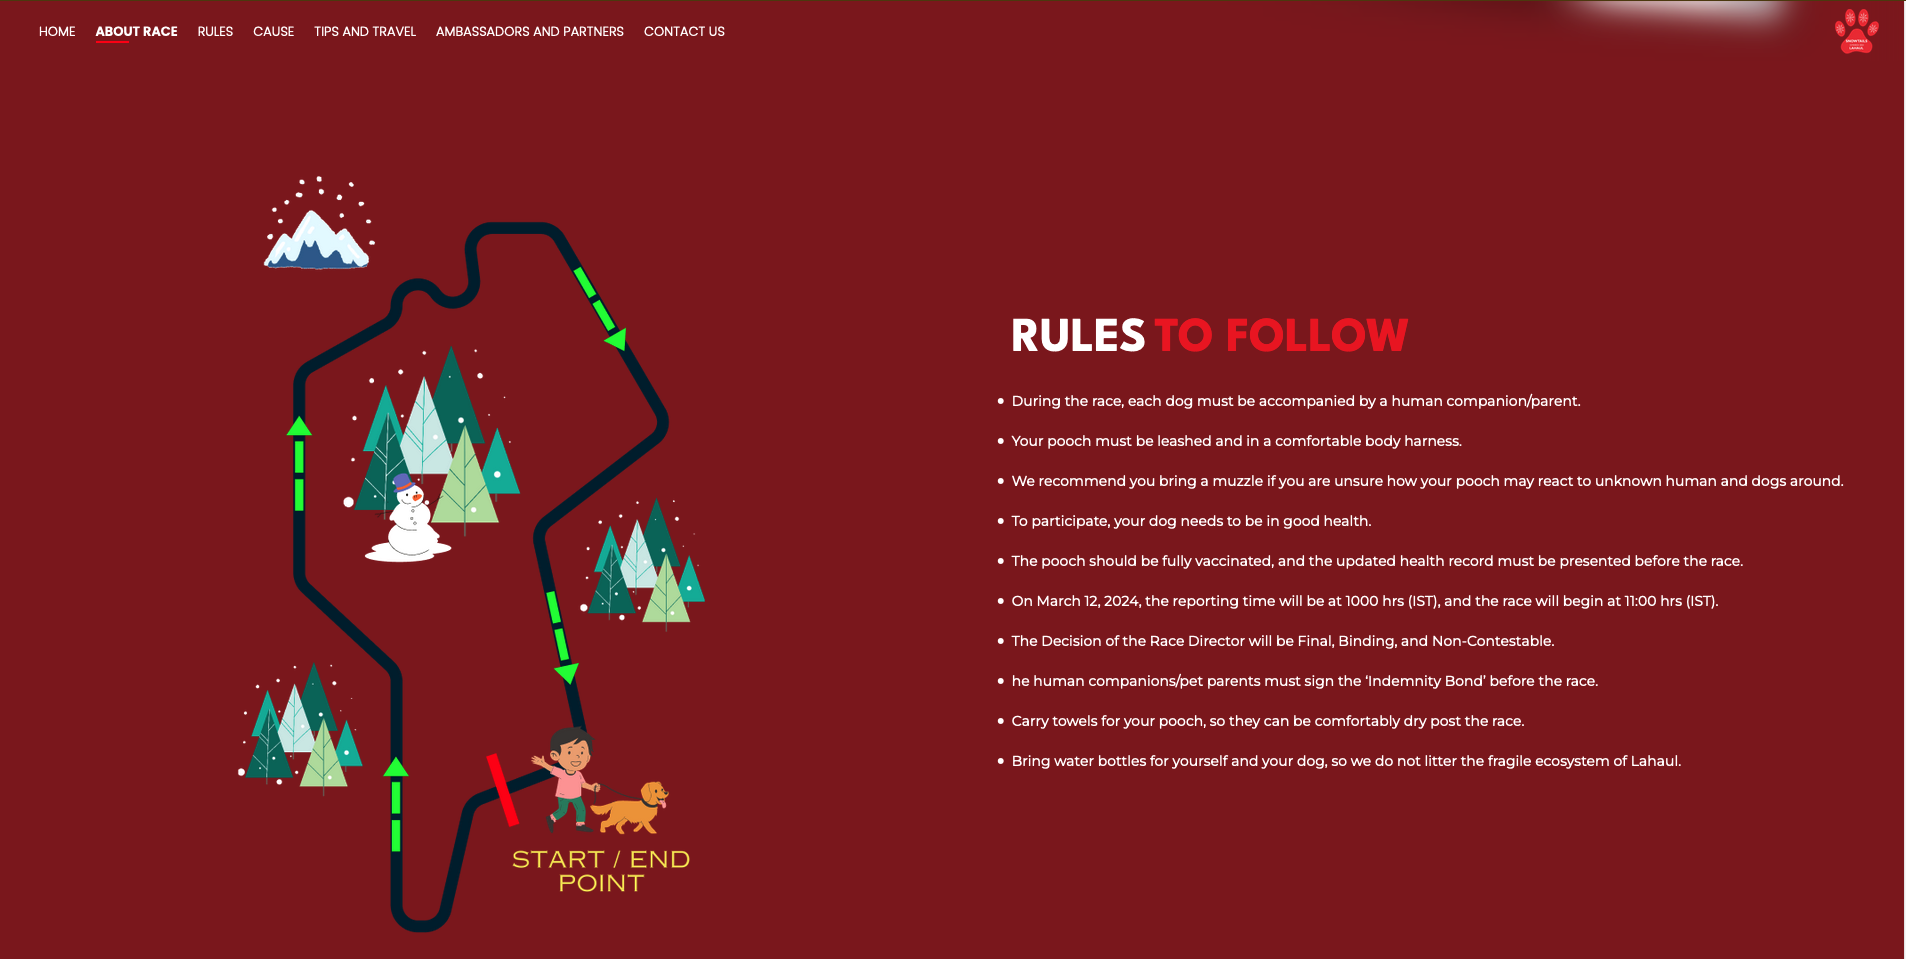 HOME ABOUT RACE RULES CAUSE TIPS AND TRAVEL AMBASSADORS AND PARTNERS CONTACT US
RULES TO FOLLOW
During the race, each dog must be accompanied by a human companion/parent.
Your pooch must be leashed and in a comfortable body harness.
We recommend you bring a muzzle if you are unsure how your pooch may react to unknown human and dogs around.
To participate, your dog needs to be in good health.
The pooch should be fully vaccinated, and the updated health record must be presented before the race.
On March 12, 2024, the reporting time will be at 1000 hrs (IST), and the race will begin at 11:00 hrs (IST).
The Decision of the Race Director will be Final, Binding, and Non-Contestable.
he human companions/pet parents must sign the ‘Indemnity Bond’ before the race.
Carry towels for your pooch, so they can be comfortably dry post the race.
Bring water bottles for yourself and your dog, so we do not litter the fragile ecosystem of Lahaul.
START / END
POINT